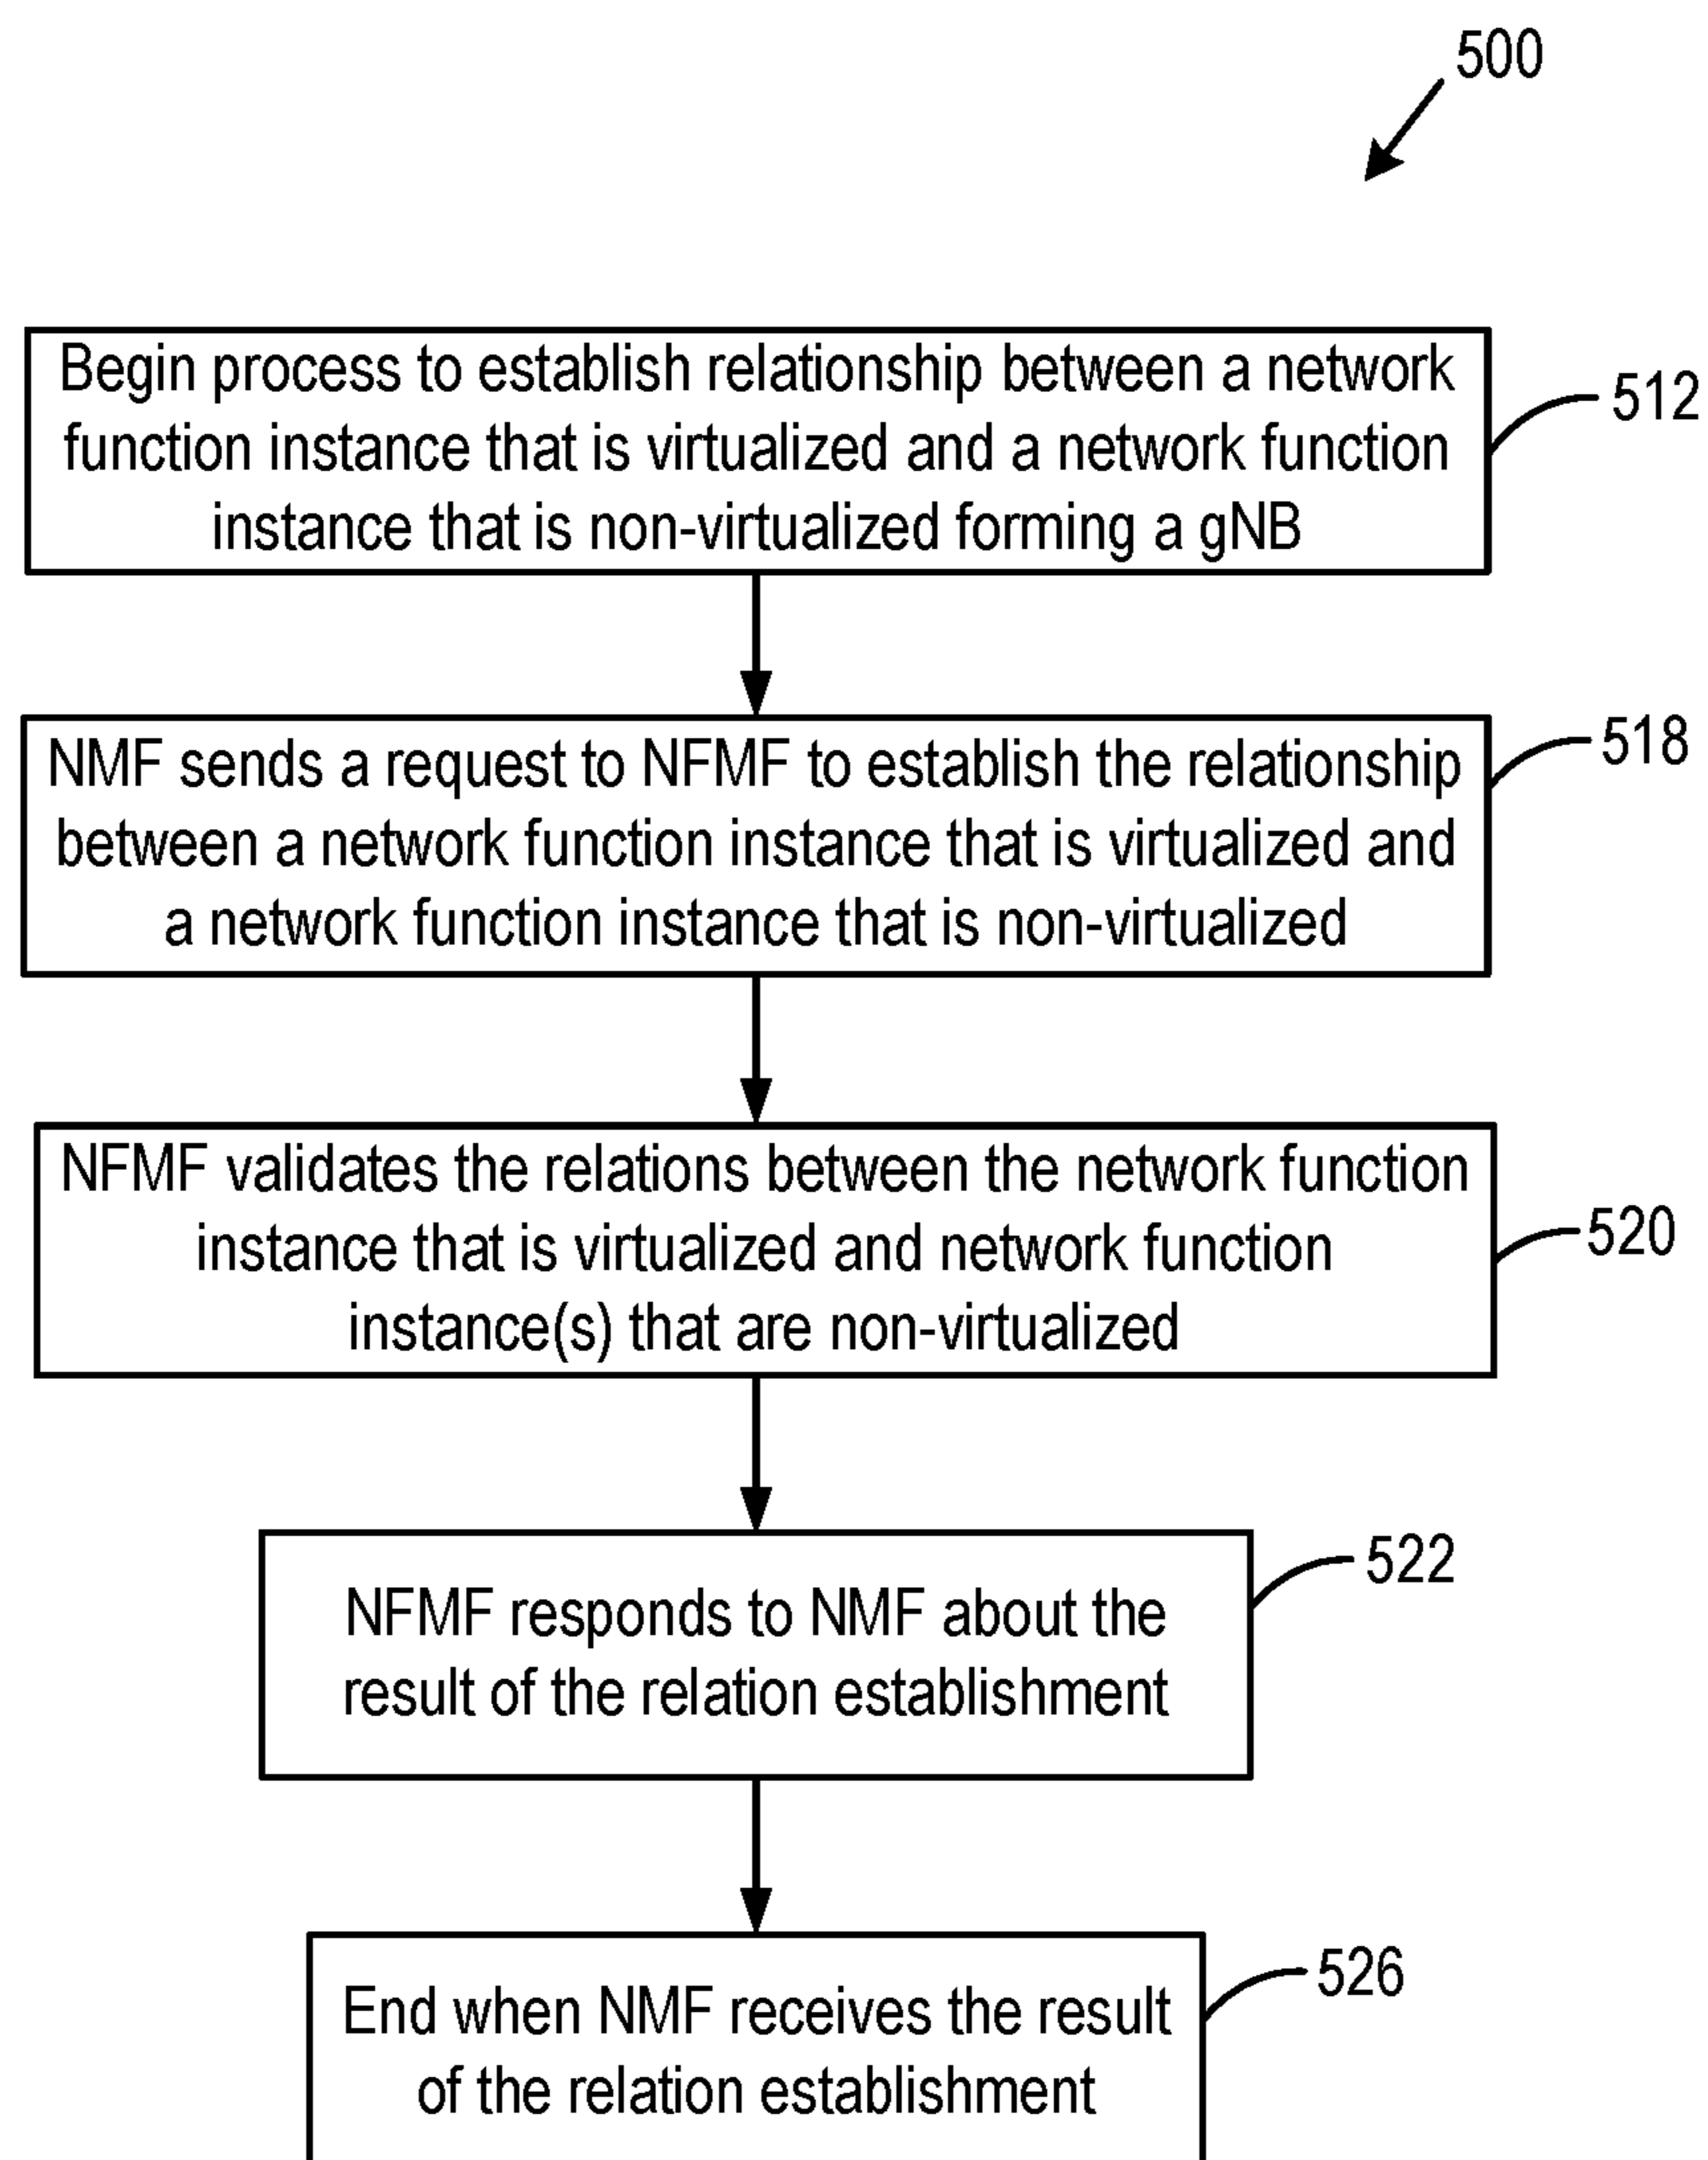 500
Begin process to establish relationship between a network
function instance that is virtualized and a network function
instance that is non-virtualized forming a gNB
512
NMF sends a request to NFMF to establish the relationship
between a network function instance that is virtualized and
a network function instance that is non-virtualized
518
NFMF validates the relations between the network function
instance that is virtualized and network function
instance(s) that are non-virtualized
520
NFMF responds to NMF about the
result of the relation establishment
522
End when NMF receives the result
of the relation establishment
526